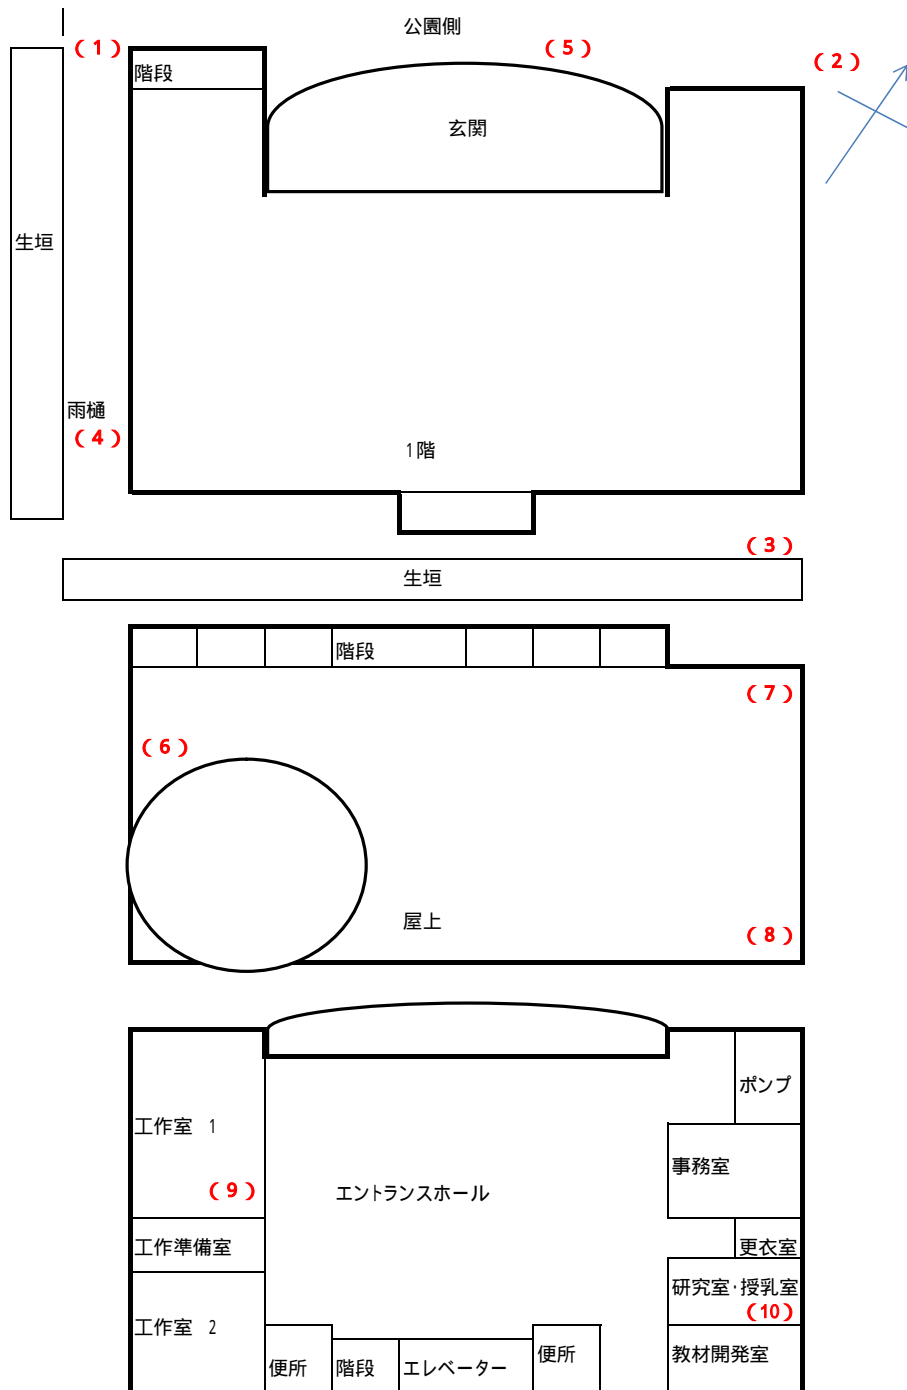 公園側
(1)
(5)
(2)
階段
玄関
生垣
雨樋
(4)
1階
(3)
生垣
階段
(7)
(6)
屋上
(8)
ポンプ
工作室 1
事務室
(9)
エントランスホール
工作準備室
更衣室
研究室・授乳室
(10)
工作室 2
便所
階段
エレベーター
便所
教材開発室